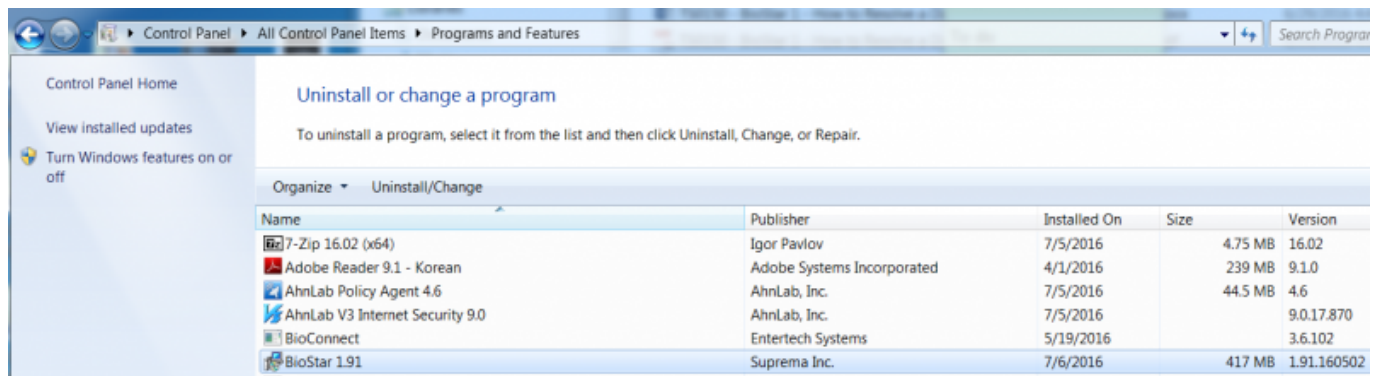 Control Panel ▸ All Control Panel Items ▸ Programs and Features
Search Progra
Control Panel Home
View installed updates
Turn Windows features on or
off
Uninstall or change a program
To uninstall a program, select it from the list and then click Uninstall, Change, or Repair.
Organize Uninstall/Change
Name Publisher Installed On Size Version
7-Zip 16.02 (x64) Igor Pavlov 7/5/2016 4.75 MB 16.02
Adobe Reader 9.1 - Korean Adobe Systems Incorporated 4/1/2016 239 MB 9.1.0
AhnLab Policy Agent 4.6 AhnLab, Inc. 7/5/2016 44.5 MB 4.6
AhnLab V3 Internet Security 9.0 AhnLab, Inc. 7/5/2016 9.0.17.870
BioConnect Entertech Systems 5/19/2016 3.6.102
BioStar 1.91 Suprema Inc. 7/6/2016 417 MB 1.91.160502